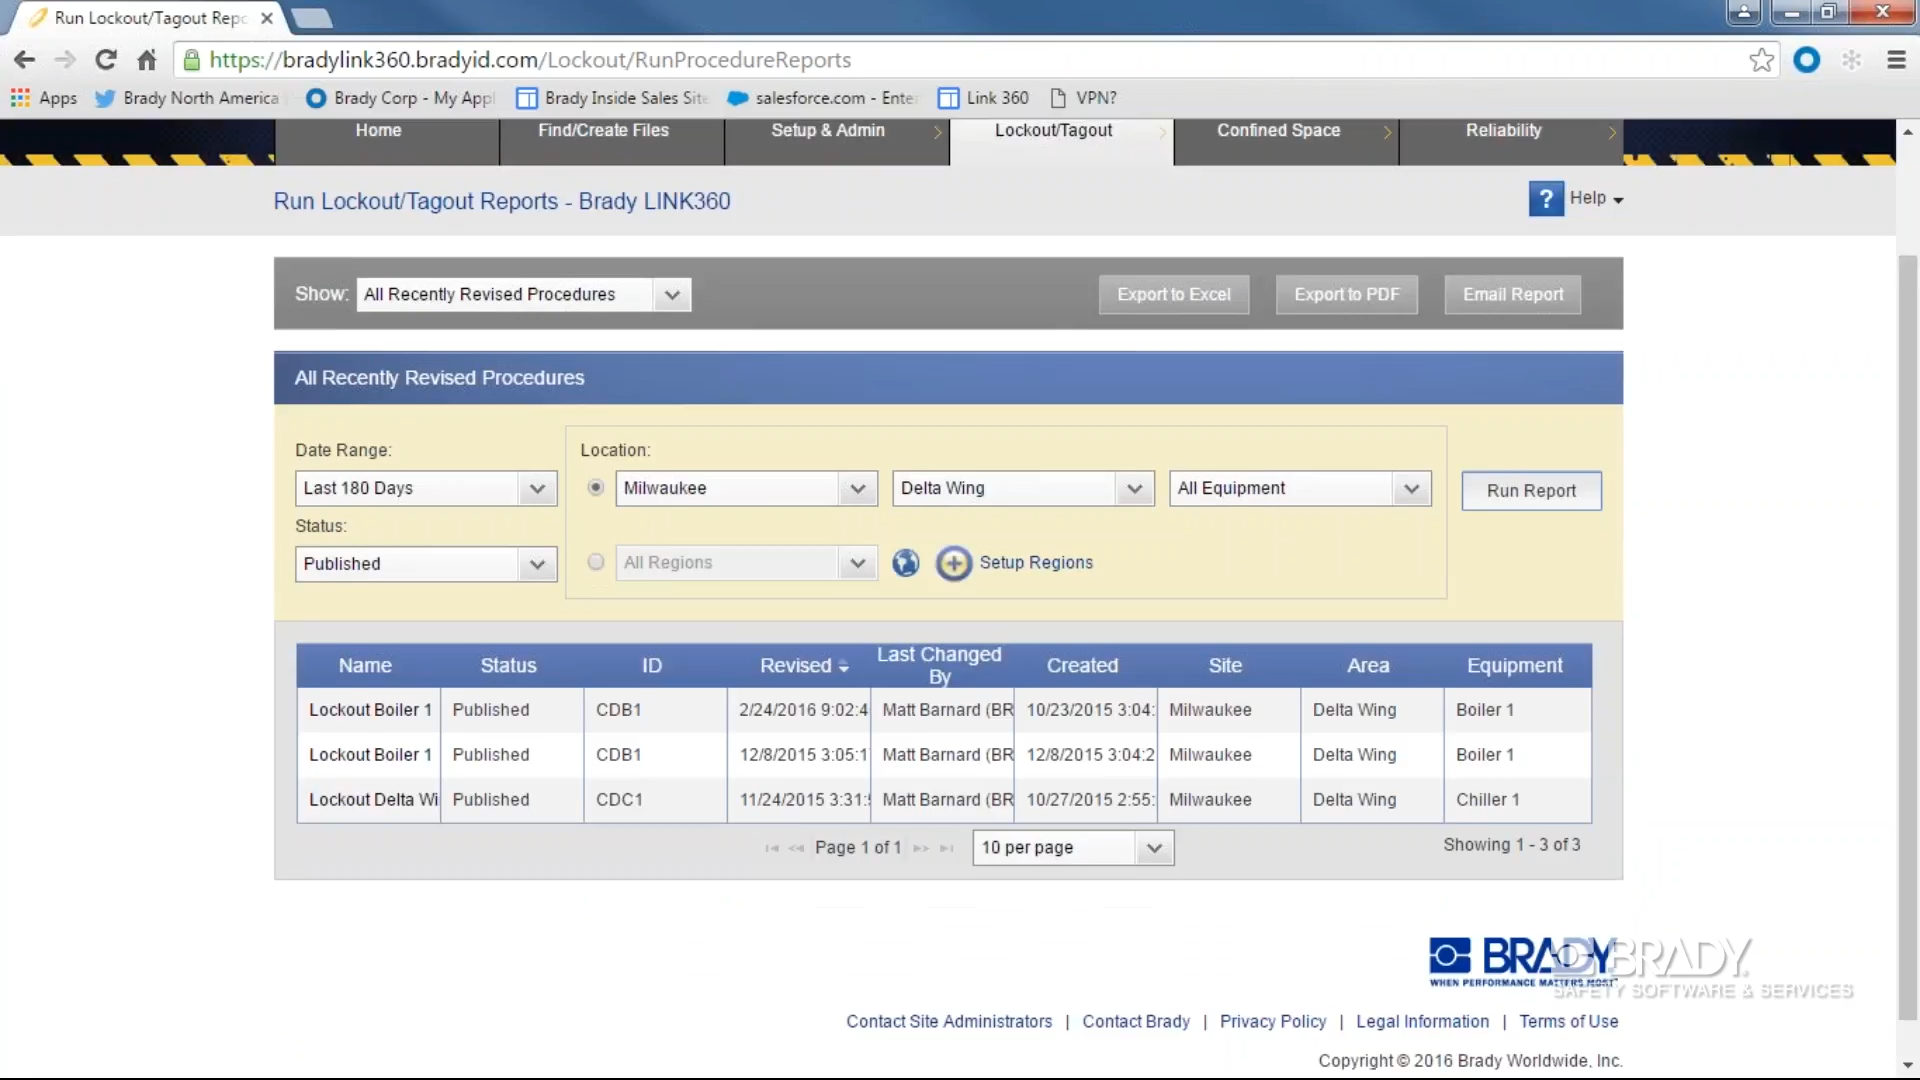 Run Lockout/Tagout Repo
https://bradylink360.bradyid.com/Lockout/RunProcedureReports
Apps Brady North America Brady Corp - My Appl Brady Inside Sales Site salesforce.com - Enter Link 360 VPN?
Home Find/Create Files Setup & Admin Lockout/Tagout Confined Space Reliability
Run Lockout/Tagout Reports - Brady LINK360
? Help
Show: All Recently Revised Procedures Export to Excel Export to PDF Email Report
All Recently Revised Procedures
Date Range: Location:
Last 180 Days Milwaukee Delta Wing All Equipment Run Report
Status:
Published All Regions Setup Regions
Name Status ID Revised Last Changed By Created Site Area Equipment
Lockout Boiler 1 Published CDB1 2/24/2016 9:02:4 Matt Barnard (BR 10/23/2015 3:04: Milwaukee Delta Wing Boiler 1
Lockout Boiler 1 Published CDB1 12/8/2015 3:05:1 Matt Barnard (BR 12/8/2015 3:04:2 Milwaukee Delta Wing Boiler 1
Lockout Delta Wi Published CDC1 11/24/2015 3:31: Matt Barnard (BR 10/27/2015 2:55: Milwaukee Delta Wing Chiller 1
Page 1 of 1 10 per page Showing 1 - 3 of 3
BRADY BRADY
WHEN PERFORMANCE MATTERS MOST
SAFETY SOFTWARE & SERVICES
Contact Site Administrators | Contact Brady | Privacy Policy | Legal Information | Terms of Use
Copyright © 2016 Brady Worldwide, Inc.